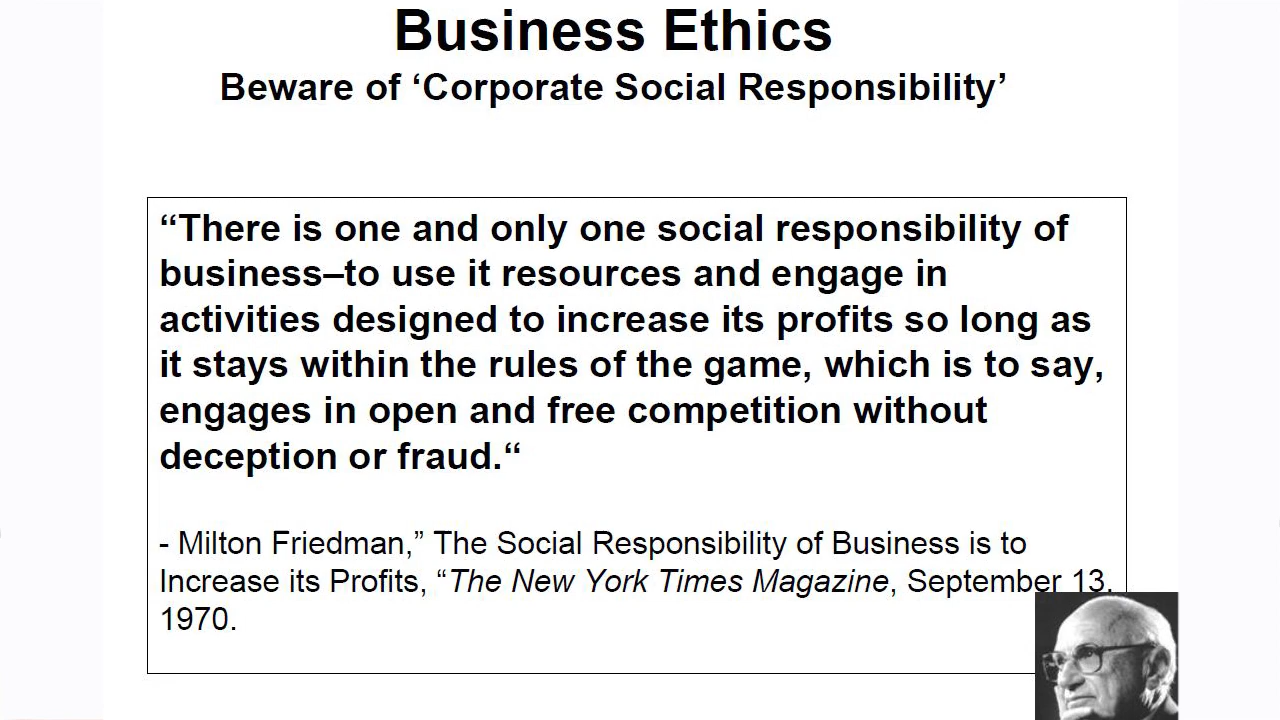 Business Ethics
Beware of ‘Corporate Social Responsibility’
“There is one and only one social responsibility of
business–to use it resources and engage in
activities designed to increase its profits so long as
it stays within the rules of the game, which is to say,
engages in open and free competition without
deception or fraud.“
- Milton Friedman,” The Social Responsibility of Business is to
Increase its Profits, “The New York Times Magazine, September 13,
1970.